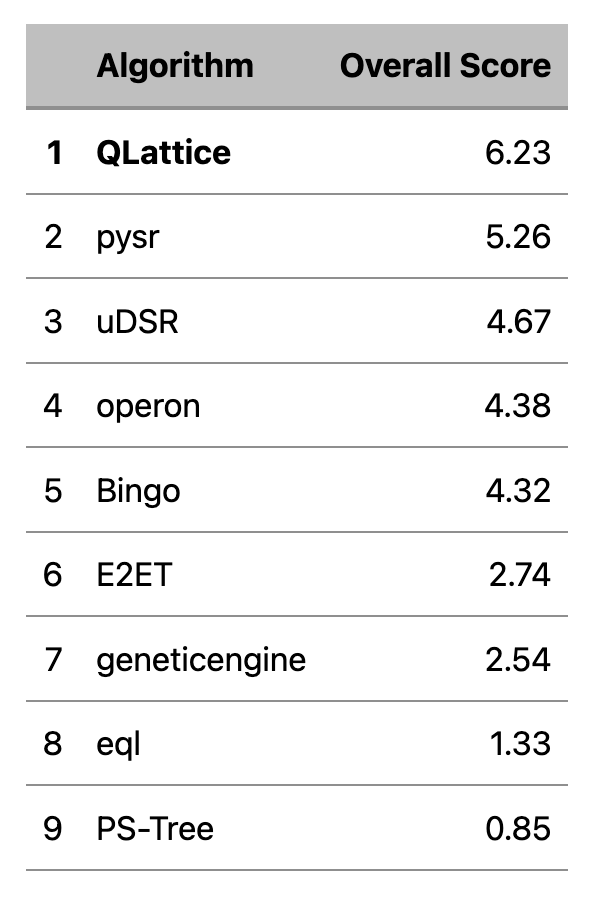 Algorithm Overall Score
1 QLattice 6.23
2 pysr 5.26
3 uDSR 4.67
4 operon 4.38
5 Bingo 4.32
6 E2ET 2.74
7 geneticengine 2.54
8 eql 1.33
9 PS-Tree 0.85